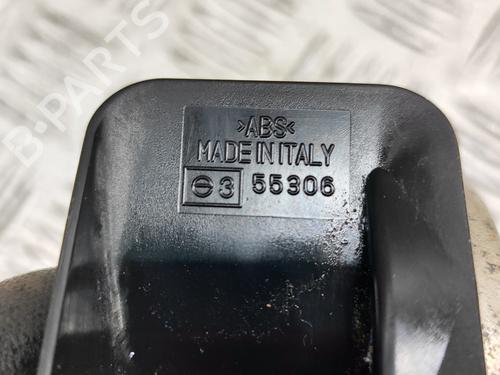 >ABS<
MADE IN ITALY
⊖3 55306
B-PARTS